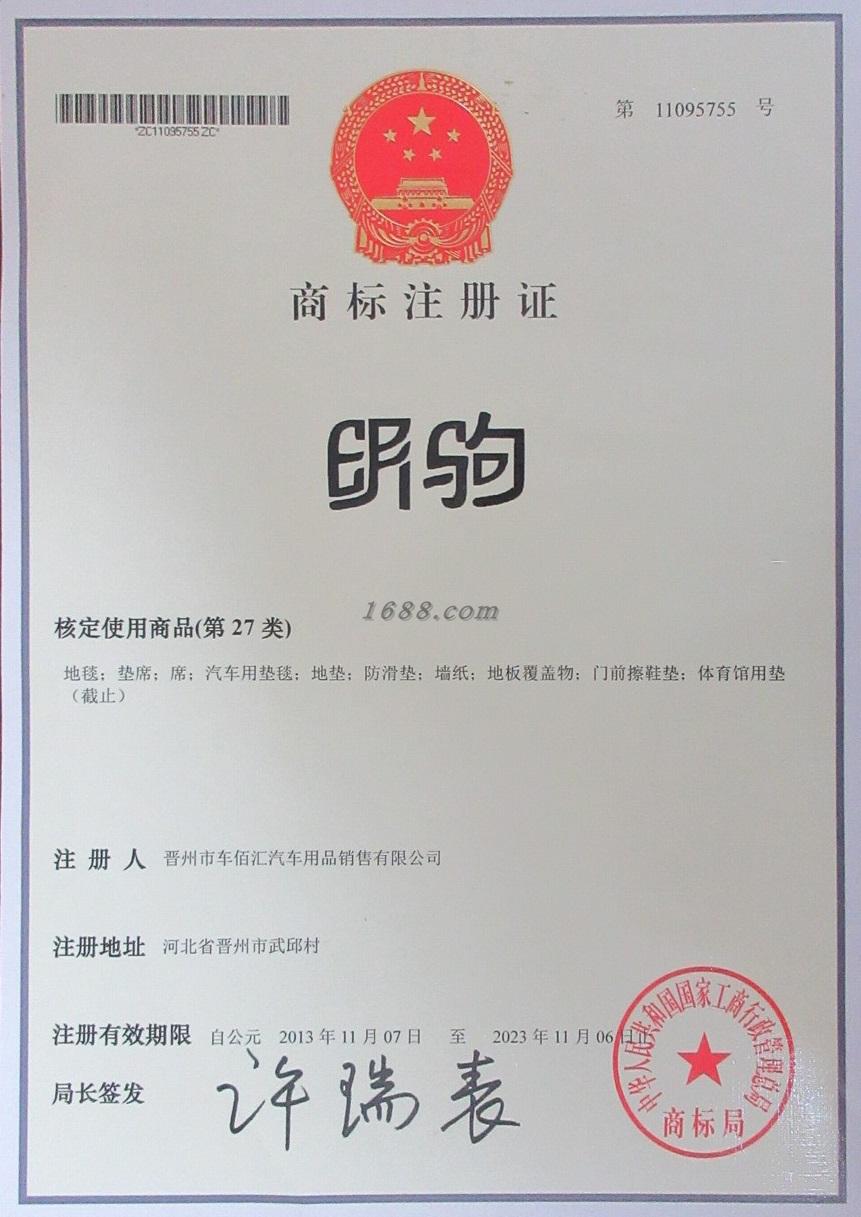 第 11095755 号
*ZC11095755ZC*
商标注册证
1688.com
核定使用商品(第 27 类)
地毯；垫席；席；汽车用垫毯；地垫；防滑垫；墙纸；地板覆盖物；门前擦鞋垫；体育馆用垫
（截止）
注册人 晋州市车佰汇汽车用品销售有限公司
注册地址 河北省晋州市武邱村
注册有效期限 自公元 2013 年 11 月 07 日 至 2023 年 11 月 06 日止
局长签发 许瑞表
中华人民共和国国家工商行政管理总局
商标局